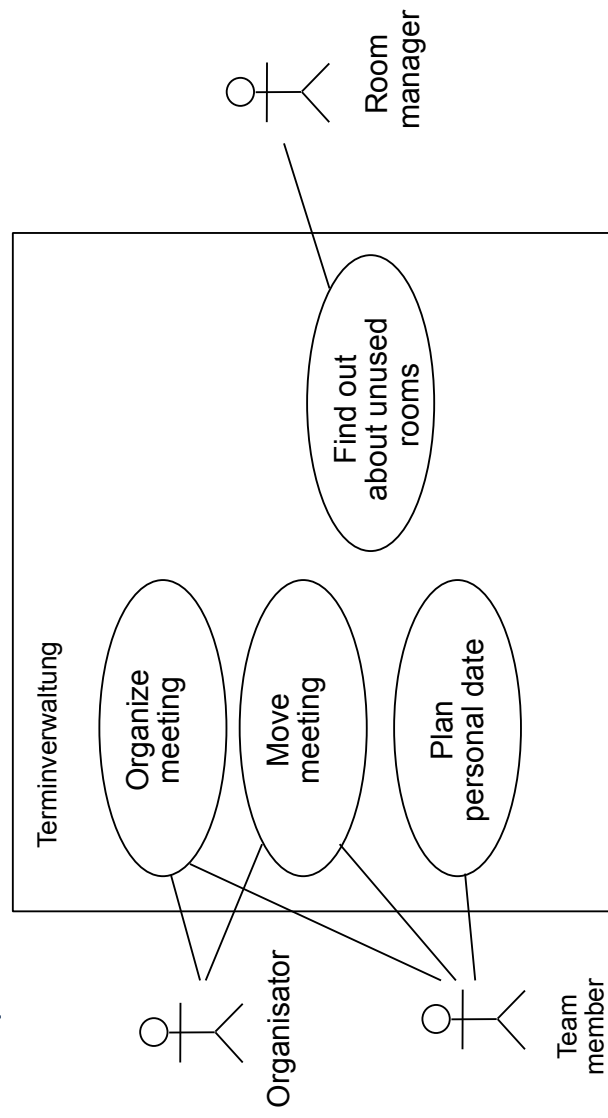 Terminverwaltung
Organisator
Organize
meeting
Move
meeting
Team
member
Plan
personal date
Find out
about unused
rooms
Room
manager